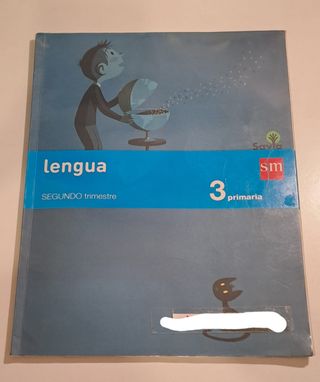 Savia
lengua
sm
SEGUNDO trimestre
3 primaria